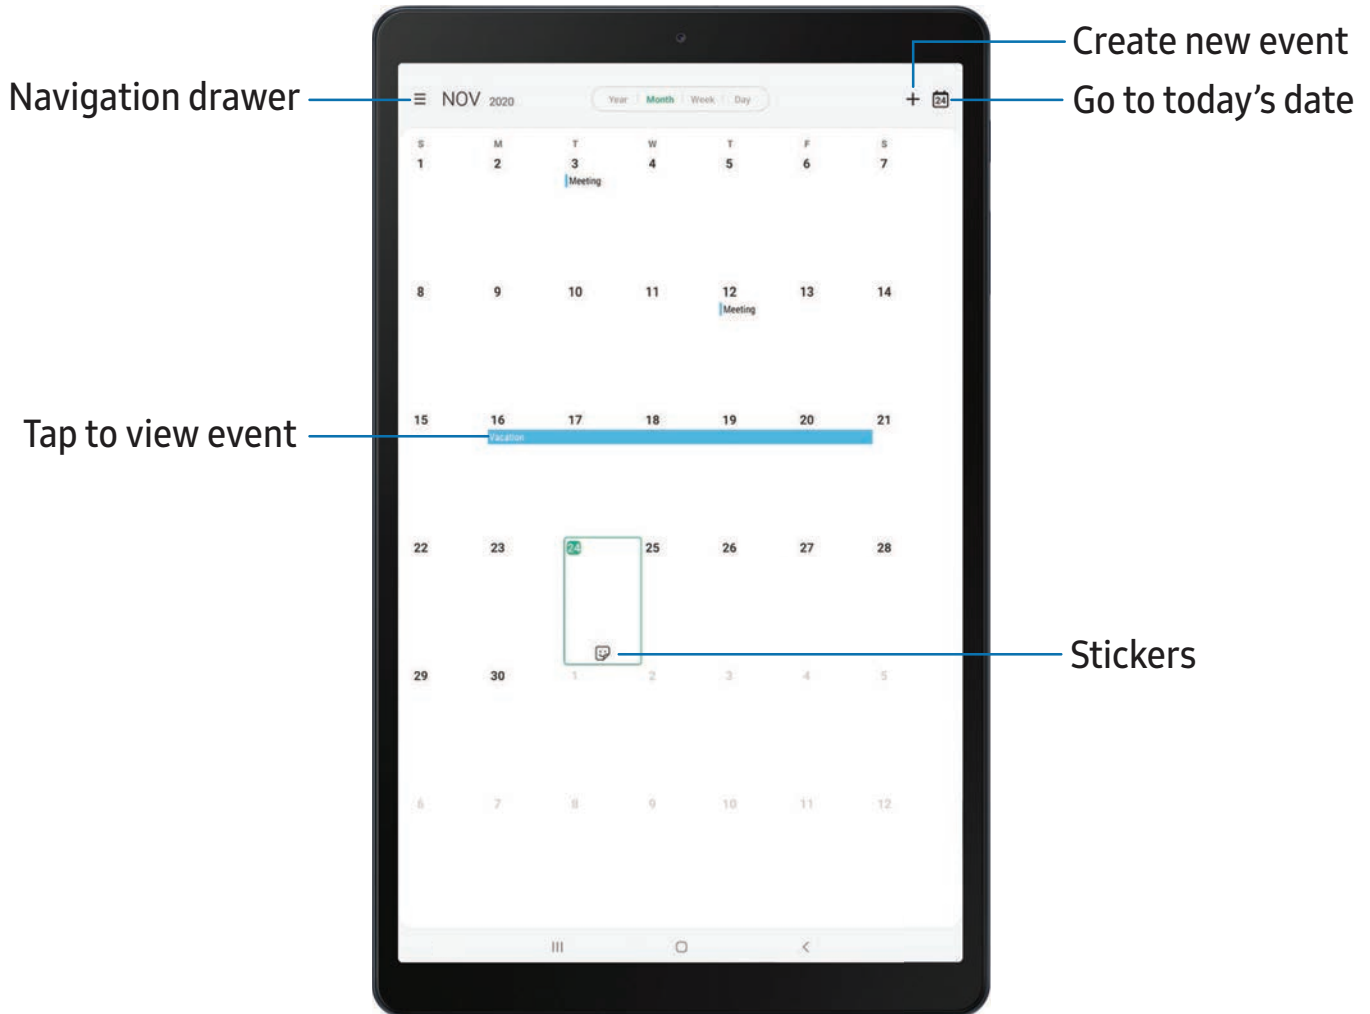 Create new event
Navigation drawer
NOV 2020
Year Month Week Day
24
Go to today's date
S M T W T F S
1 2 3 4 5 6 7
Meeting
8 9 10 11 12 13 14
Meeting
15 16 17 18 19 20 21
Tap to view event
Vacation
22 23 24 25 26 27 28
Stickers
29 30 1 2 3 4 5
6 7 8 9 10 11 12